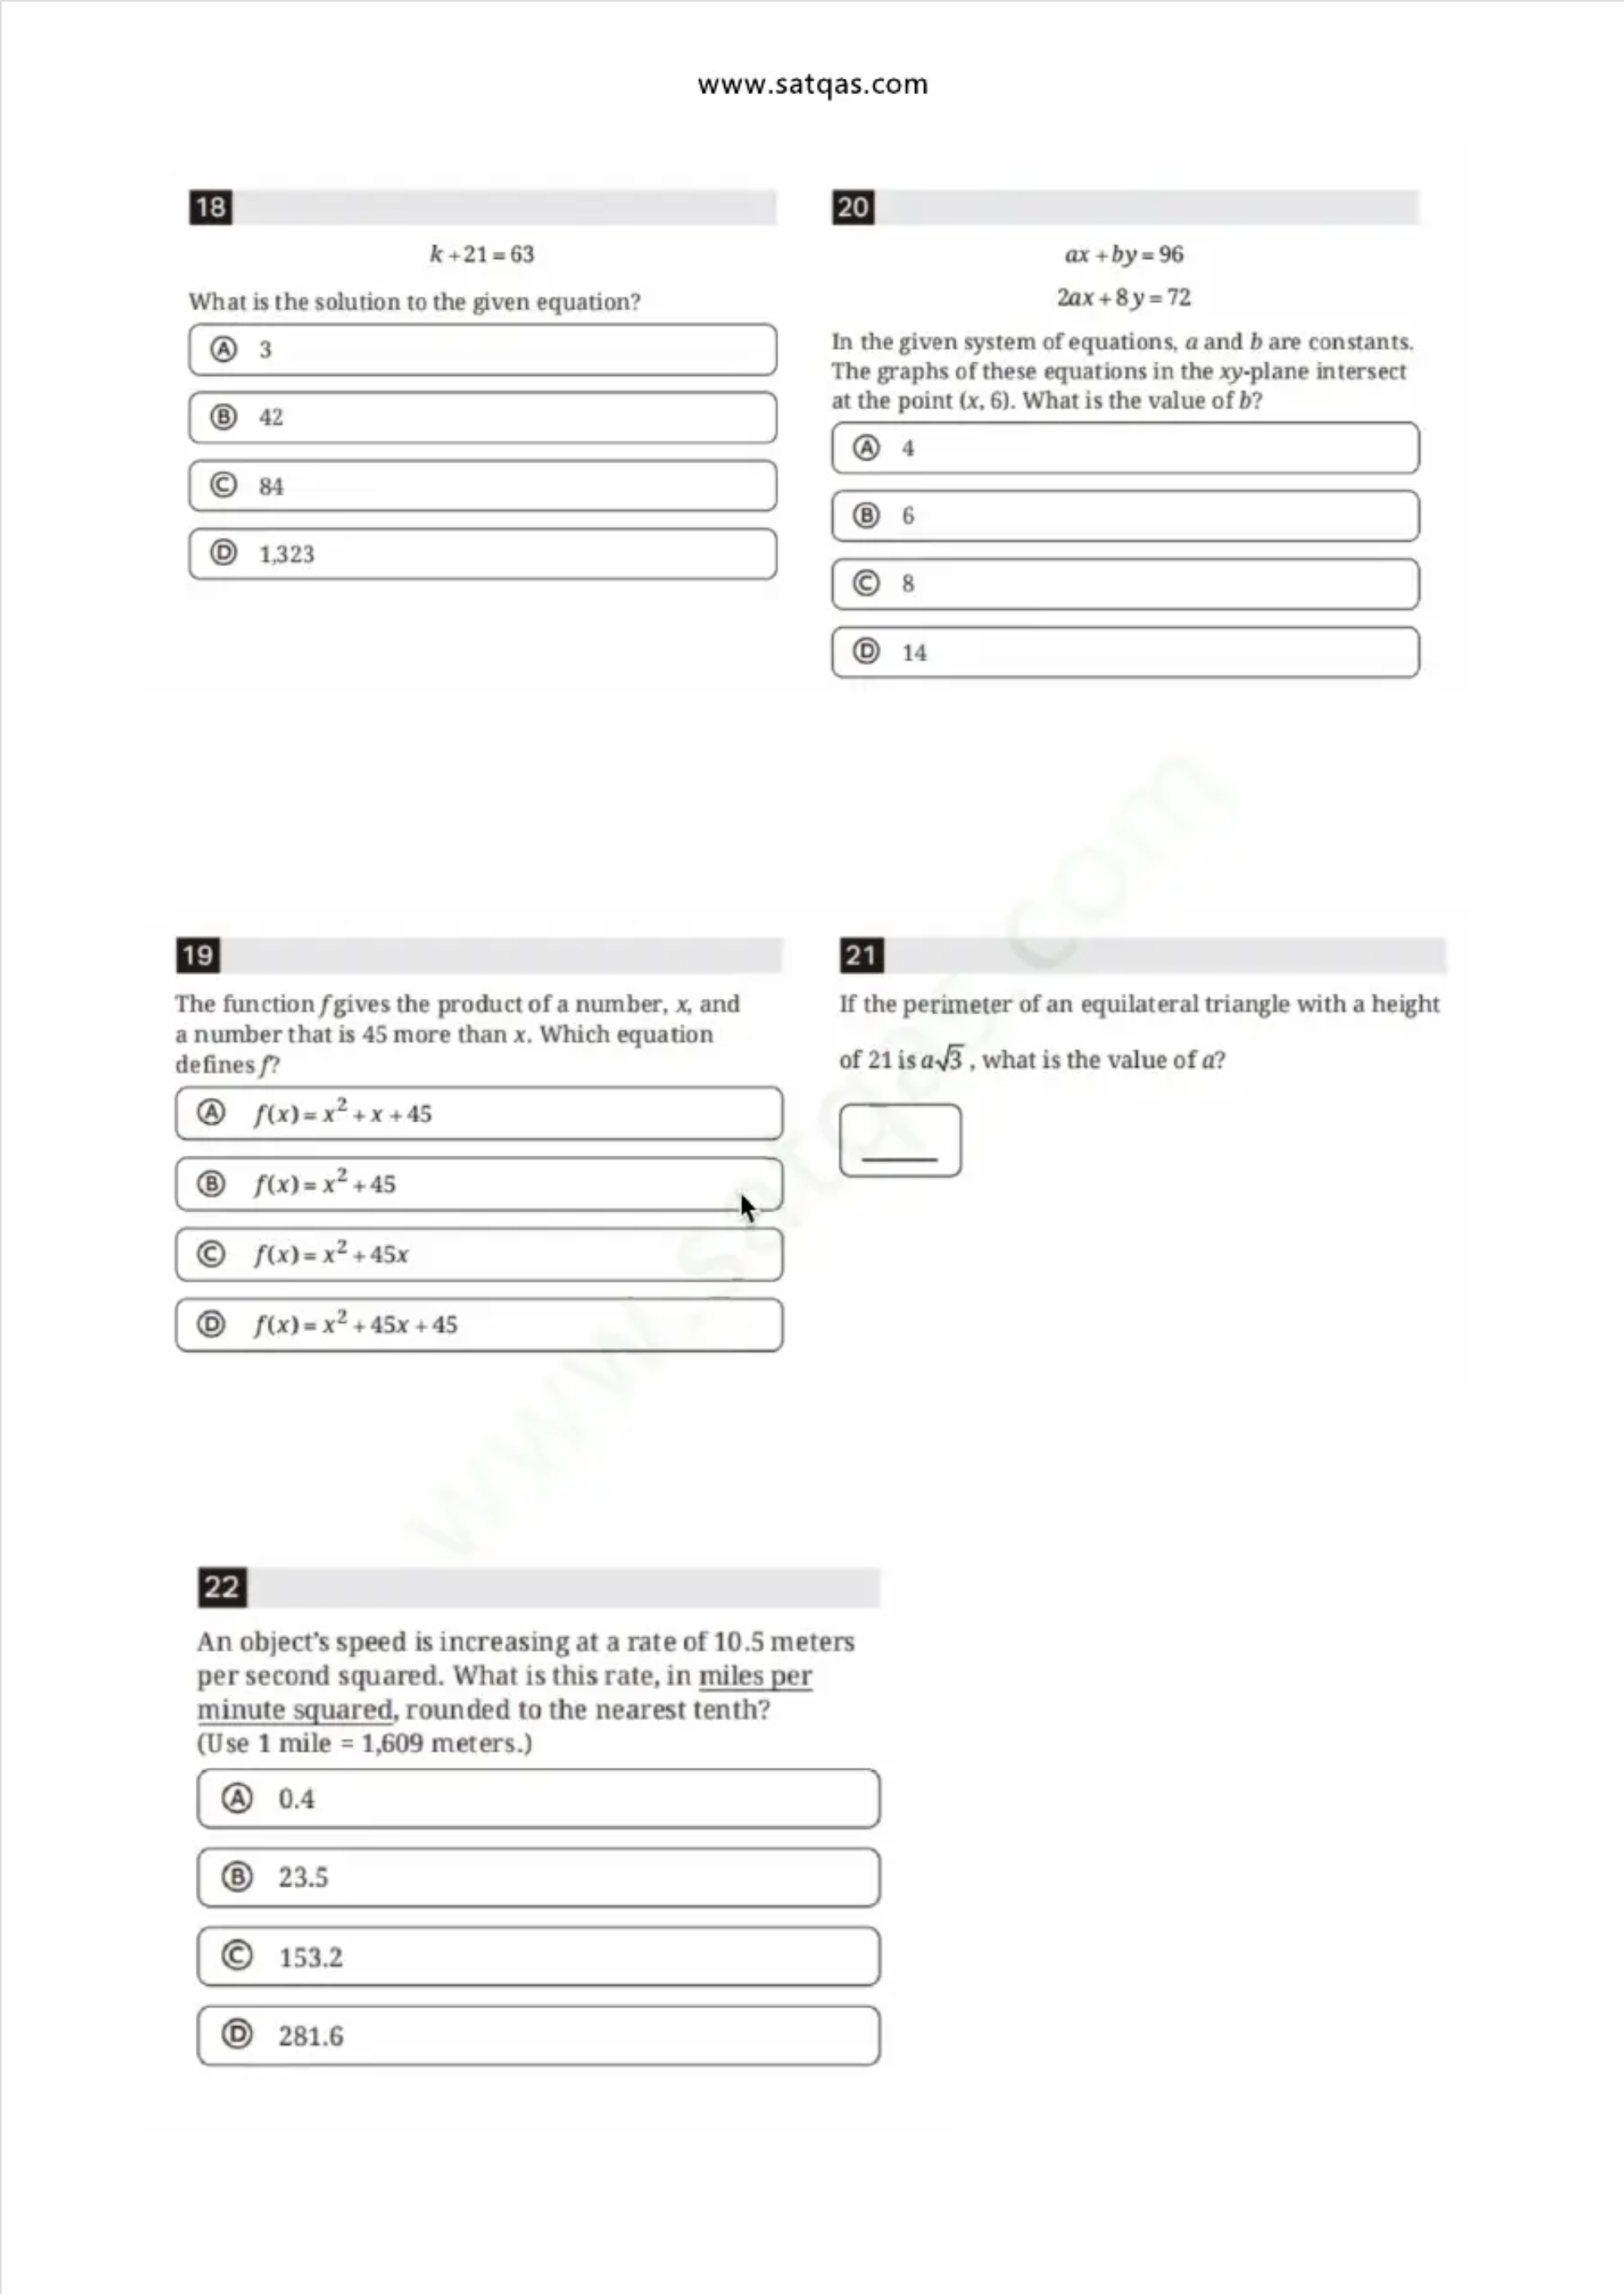 www.satqas.com
18
k + 21 = 63
What is the solution to the given equation?
Ⓐ 3
Ⓑ 42
Ⓒ 84
Ⓓ 1,323
20
ax + by = 96
2ax + 8y = 72
In the given system of equations, a and b are constants.
The graphs of these equations in the xy-plane intersect
at the point (x, 6). What is the value of b?
Ⓐ 4
Ⓑ 6
Ⓒ 8
Ⓓ 14
19
The function f gives the product of a number, x, and
a number that is 45 more than x. Which equation
defines f?
Ⓐ f(x) = x² + x + 45
Ⓑ f(x) = x² + 45
Ⓒ f(x) = x² + 45x
Ⓓ f(x) = x² + 45x + 45
21
If the perimeter of an equilateral triangle with a height
of 21 is a√3 , what is the value of a?
22
An object's speed is increasing at a rate of 10.5 meters
per second squared. What is this rate, in miles per
minute squared, rounded to the nearest tenth?
(Use 1 mile = 1,609 meters.)
Ⓐ 0.4
Ⓑ 23.5
Ⓒ 153.2
Ⓓ 281.6
www.satqas.com